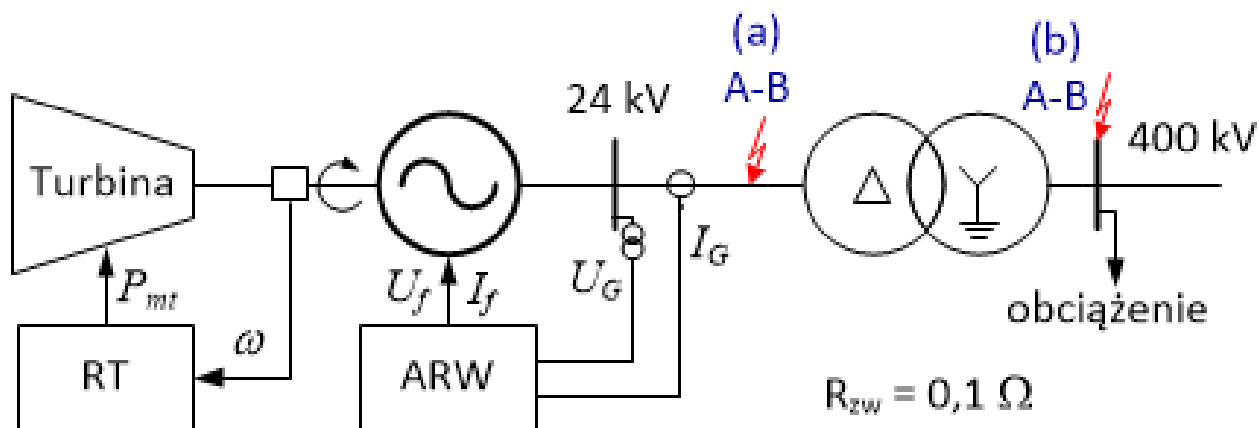 (a)
A-B
(b)
A-B
24 kV
400 kV
Turbina
Δ
I_G
U_G
P_mt
U_f I_f
ω
obciążenie
RT
ARW
R_zw = 0,1 Ω